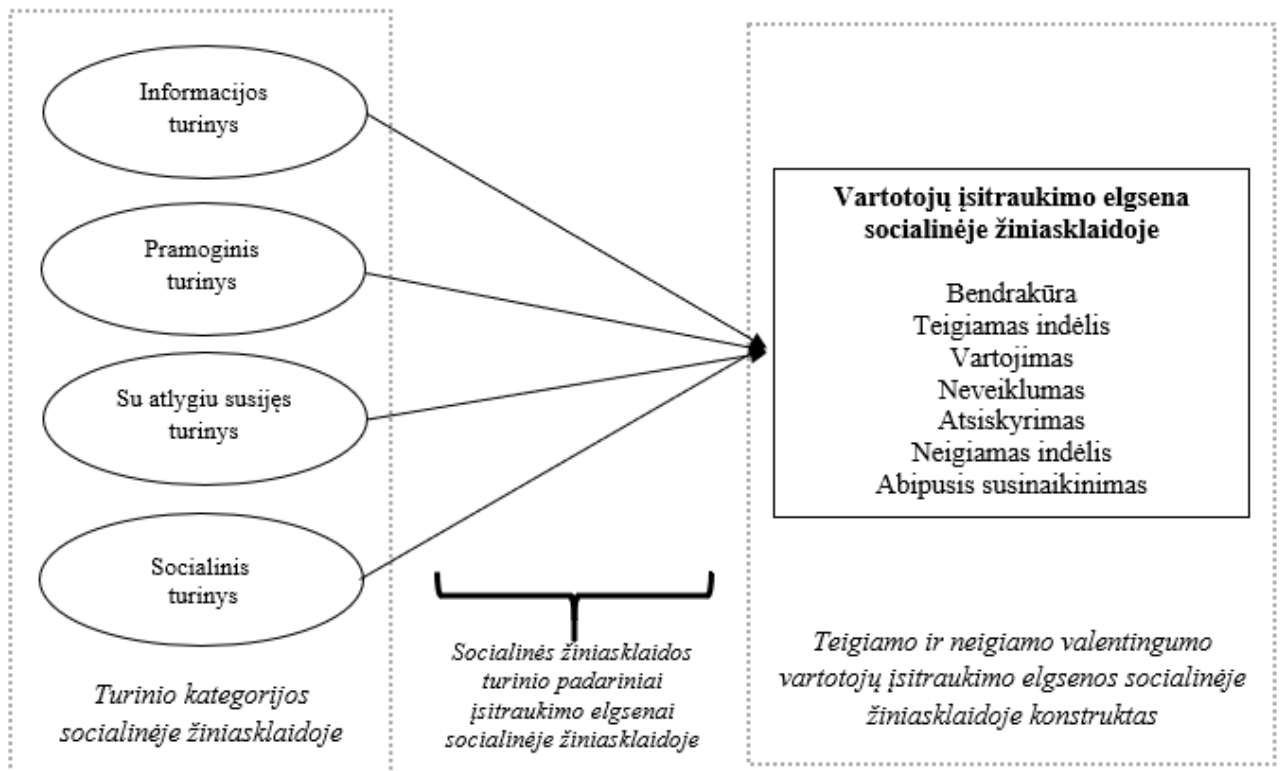 Informacijos
turinys
Pramoginis
turinys
Su atlygiu susijęs
turinys
Socialinis
turinys
Turinio kategorijos
socialinėje žiniasklaidoje
Socialinės žiniasklaidos
turinio padariniai
įsitraukimo elgsenai
socialinėje žiniasklaidoje
Vartotojų įsitraukimo elgsena
socialinėje žiniasklaidoje
Bendrakūra
Teigiamas indėlis
Vartojimas
Neveiklumas
Atsiskyrimas
Neigiamas indėlis
Abipusis susinaikinimas
Teigiamo ir neigiamo valentingumo
vartotojų įsitraukimo elgsenos socialinėje
žiniasklaidoje konstruktas